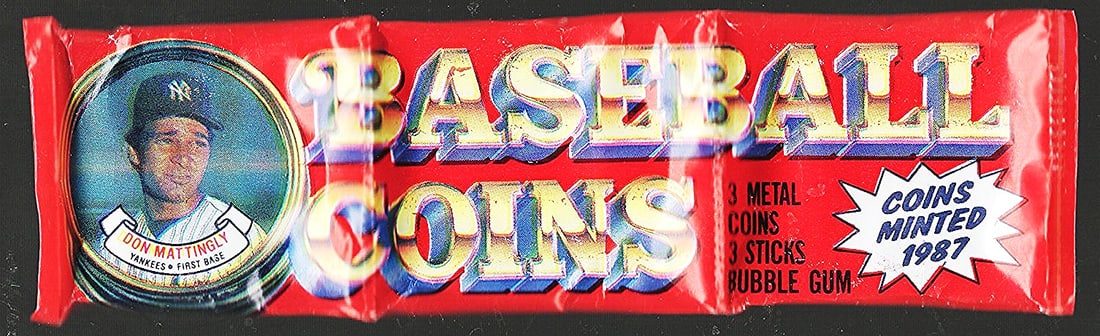 NY
DON MATTINGLY
YANKEES • FIRST BASE
BASEBALL
COINS
3 METAL
COINS
3 STICKS
BUBBLE GUM
COINS
MINTED
1987